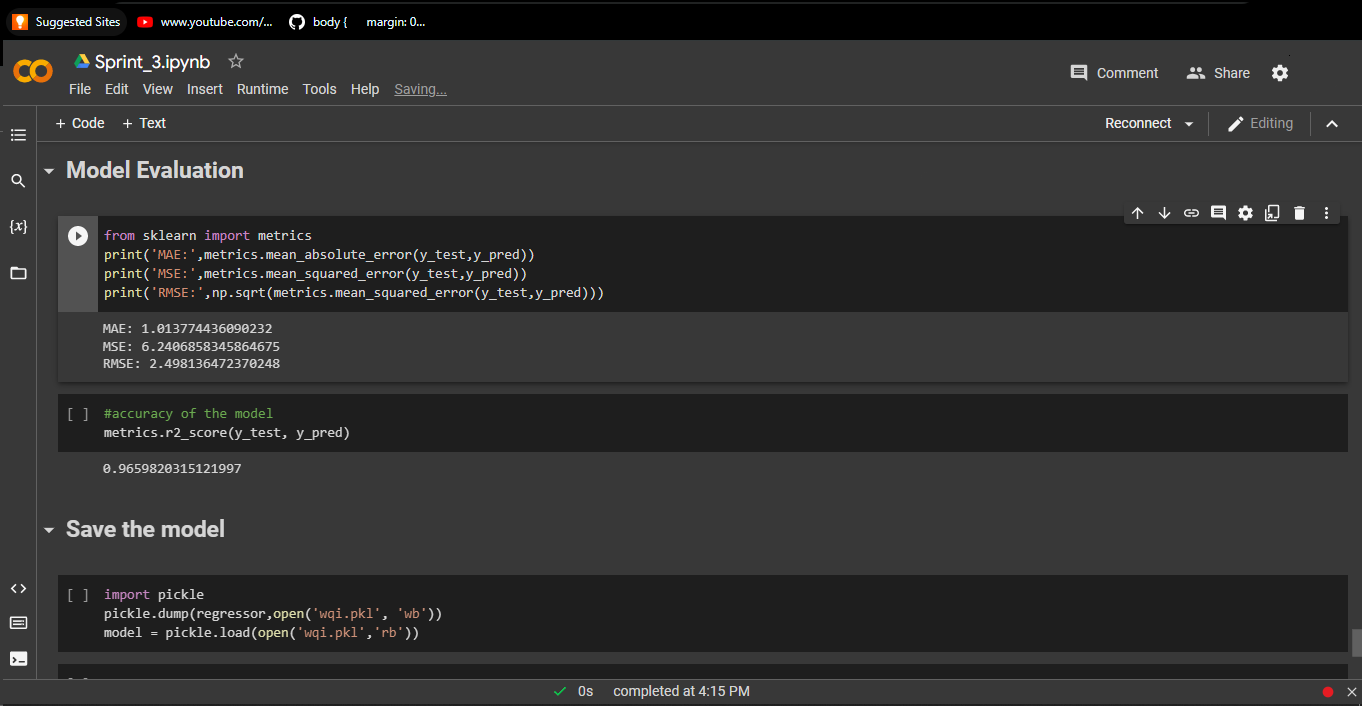 Suggested Sites www.youtube.com/... body { margin: 0...
Sprint_3.ipynb
Comment Share
File Edit View Insert Runtime Tools Help Saving...
+ Code + Text Reconnect Editing
Model Evaluation
{x}
from sklearn import metrics
print('MAE:',metrics.mean_absolute_error(y_test,y_pred))
print('MSE:',metrics.mean_squared_error(y_test,y_pred))
print('RMSE:',np.sqrt(metrics.mean_squared_error(y_test,y_pred)))
MAE: 1.013774436090232
MSE: 6.2406858345864675
RMSE: 2.498136472370248
[ ] #accuracy of the model
metrics.r2_score(y_test, y_pred)
0.9659820315121997
Save the model
[ ] import pickle
pickle.dump(regressor,open('wqi.pkl', 'wb'))
model = pickle.load(open('wqi.pkl','rb'))
0s completed at 4:15 PM